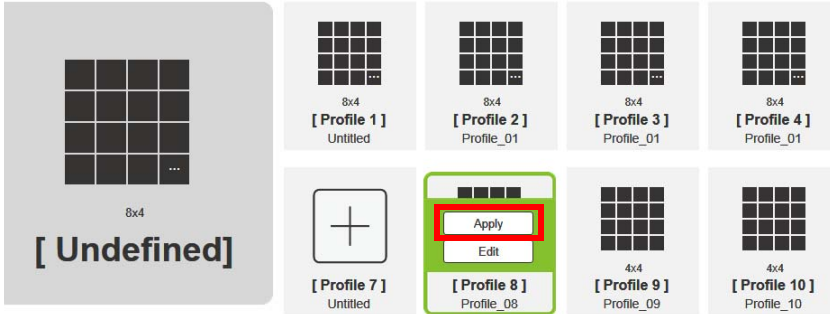 8x4
[ Undefined]
8x4
[ Profile 1 ]
Untitled
8x4
[ Profile 2 ]
Profile_01
8x4
[ Profile 3 ]
Profile_01
8x4
[ Profile 4 ]
Profile_01
[ Profile 7 ]
Untitled
Apply
Edit
[ Profile 8 ]
Profile_08
4x4
[ Profile 9 ]
Profile_09
4x4
[ Profile 10 ]
Profile_10